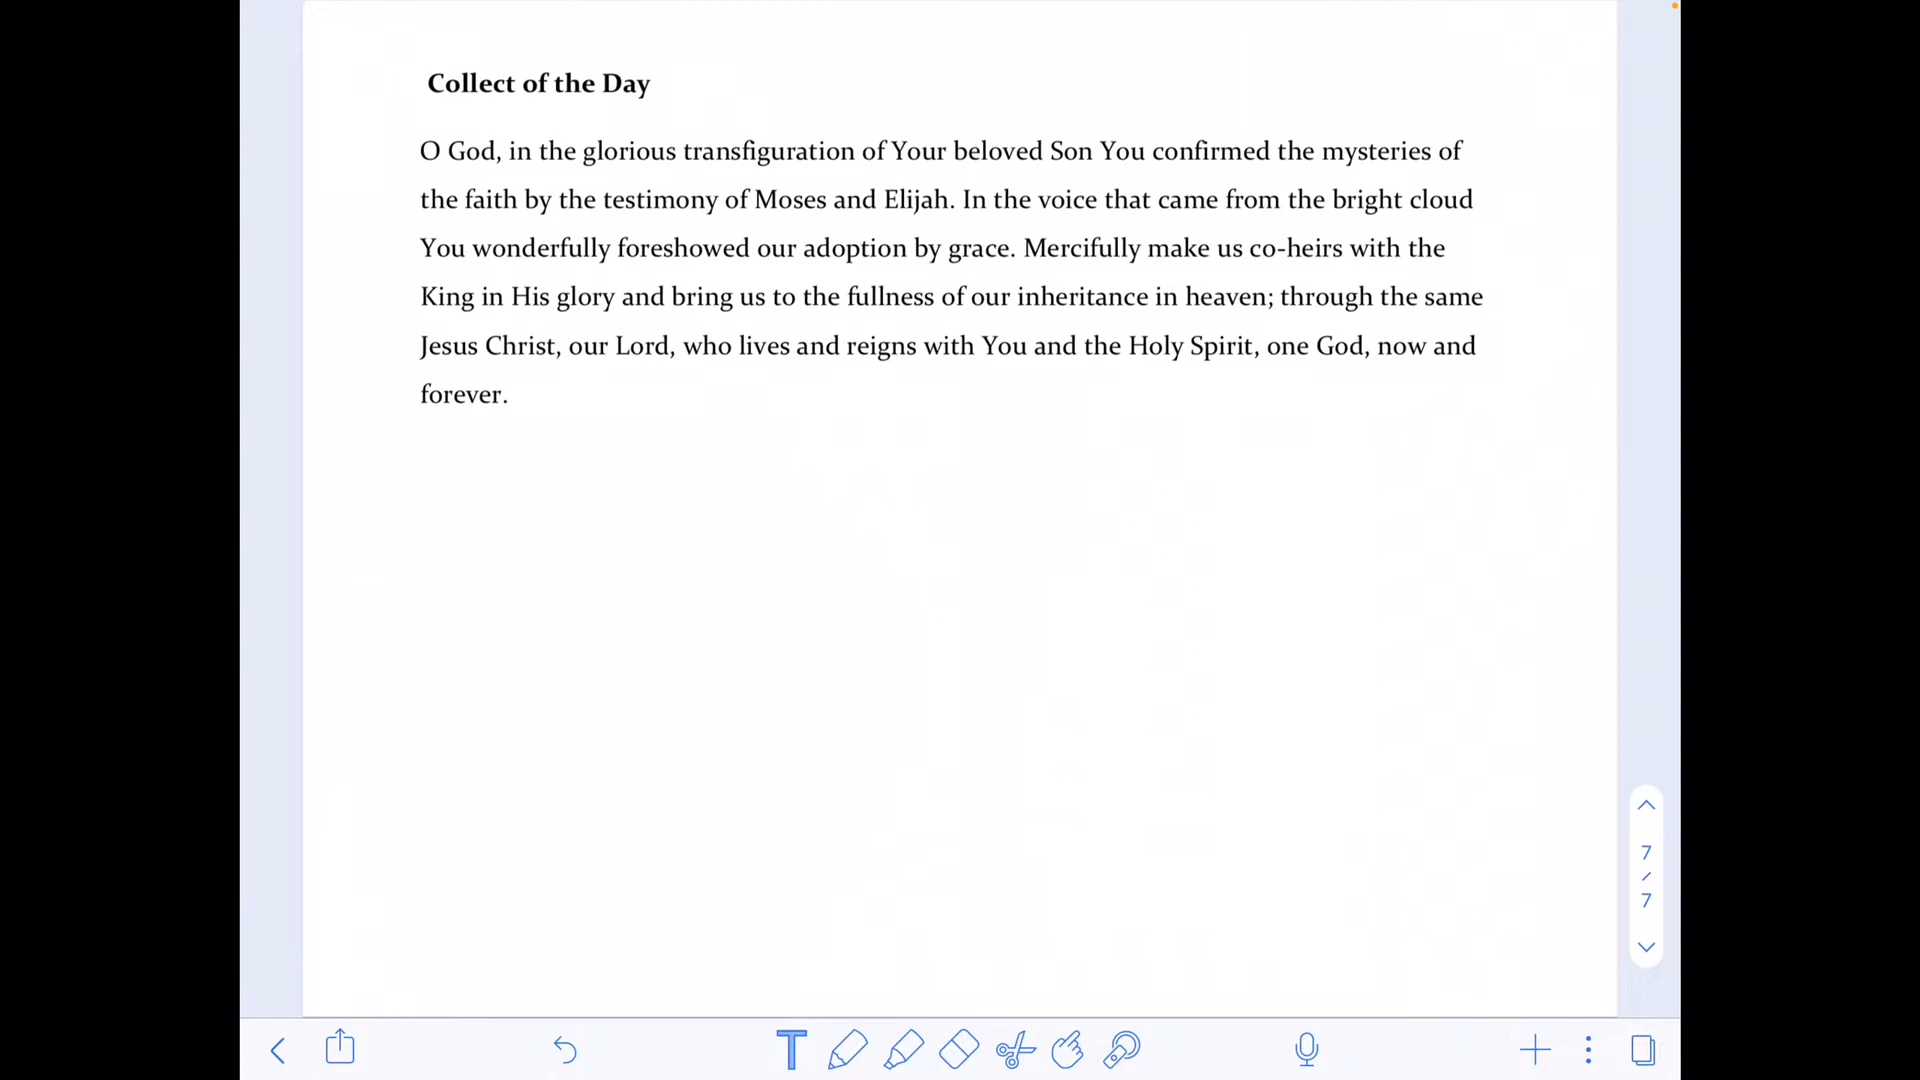 Collect of the Day
O God, in the glorious transfiguration of Your beloved Son You confirmed the mysteries of
the faith by the testimony of Moses and Elijah. In the voice that came from the bright cloud
You wonderfully foreshowed our adoption by grace. Mercifully make us co-heirs with the
King in His glory and bring us to the fullness of our inheritance in heaven; through the same
Jesus Christ, our Lord, who lives and reigns with You and the Holy Spirit, one God, now and
forever.
7
/
7